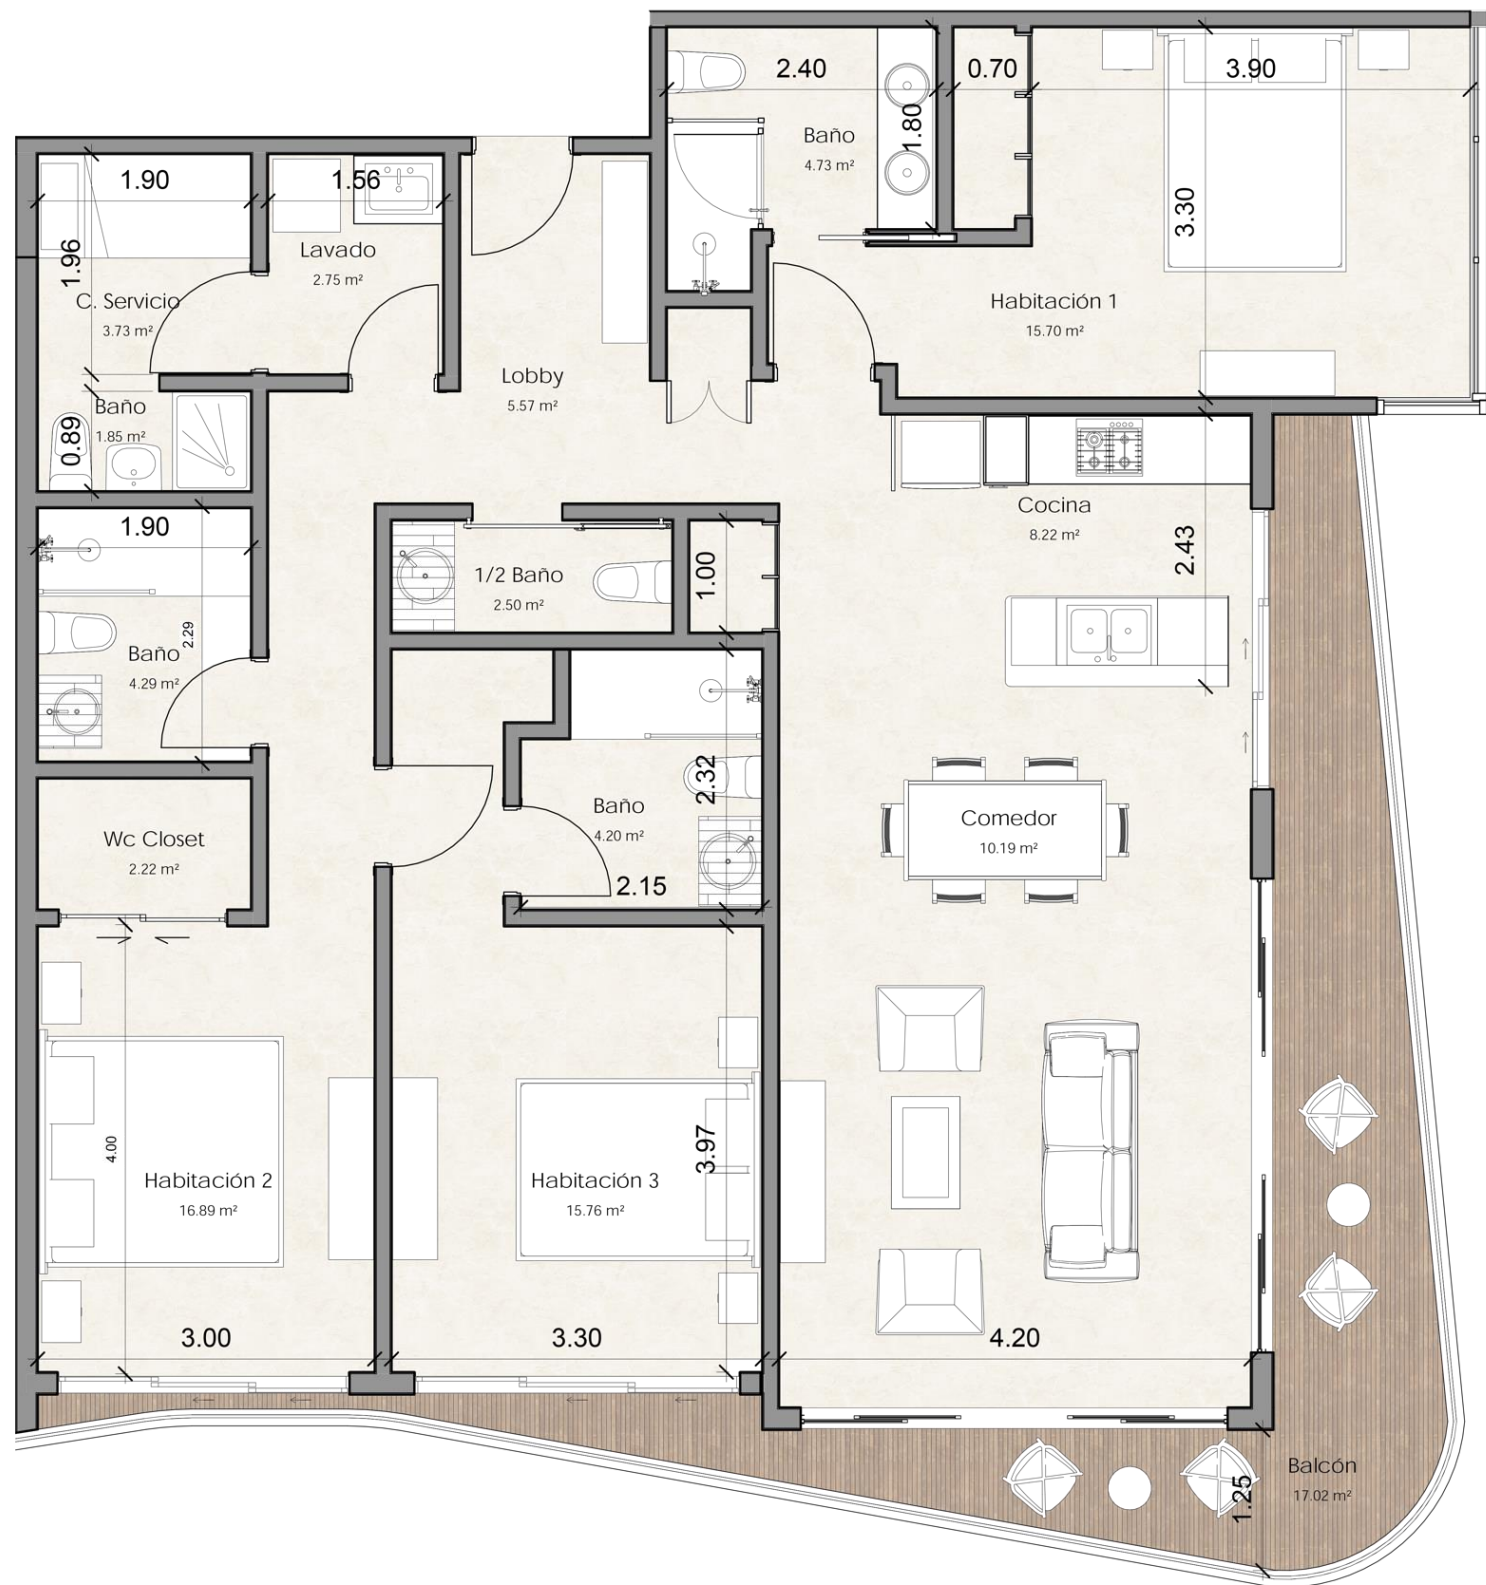 2.40
0.70
3.90
Baño
4.73 m²
1.80
1.90
1.56
3.30
1.96
Lavado
2.75 m²
C. Servicio
3.73 m²
Habitación 1
15.70 m²
Lobby
5.57 m²
Baño
1.85 m²
0.89
Cocina
8.22 m²
2.43
1.90
1/2 Baño
2.50 m²
1.00
2.29
Baño
4.29 m²
2.32
Baño
4.20 m²
2.15
Wc Closet
2.22 m²
Comedor
10.19 m²
4.00
3.97
Habitación 2
16.89 m²
Habitación 3
15.76 m²
3.00
3.30
4.20
Balcón
17.02 m²
1.25